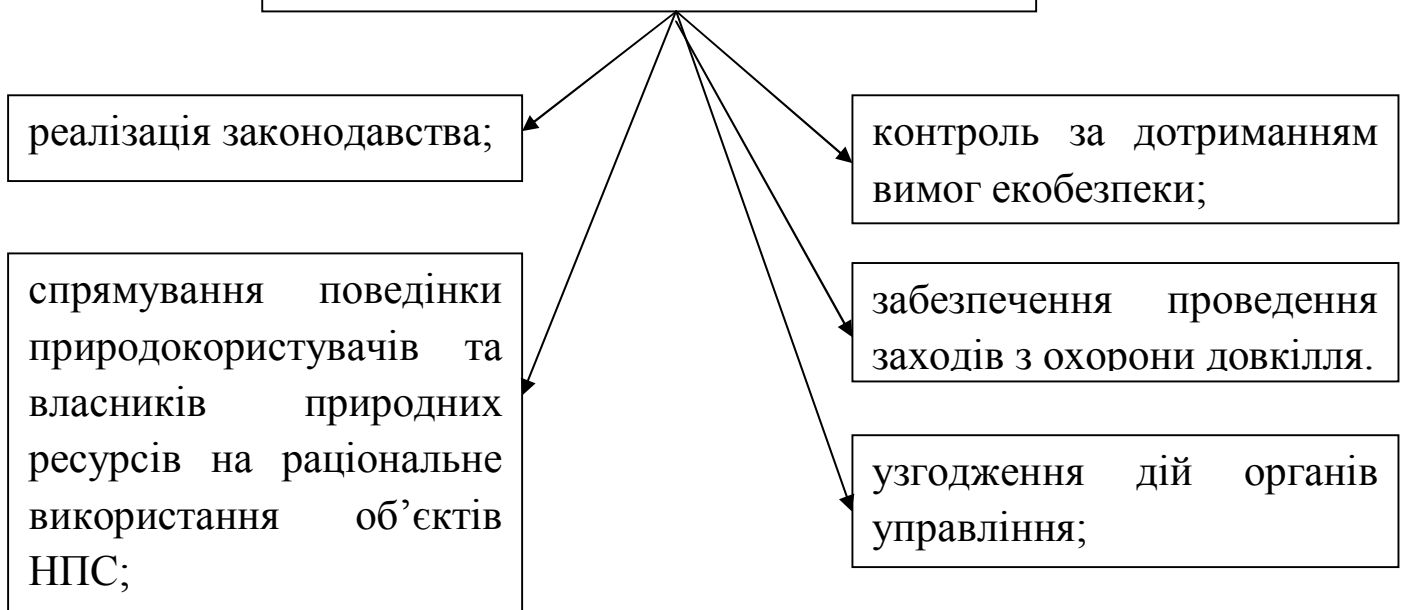 реалізація законодавства;
спрямування поведінки
природокористувачів та
власників природних
ресурсів на раціональне
використання об’єктів
НПС;
контроль за дотриманням
вимог екобезпеки;
забезпечення проведення
заходів з охорони довкілля.
узгодження дій органів
управління;